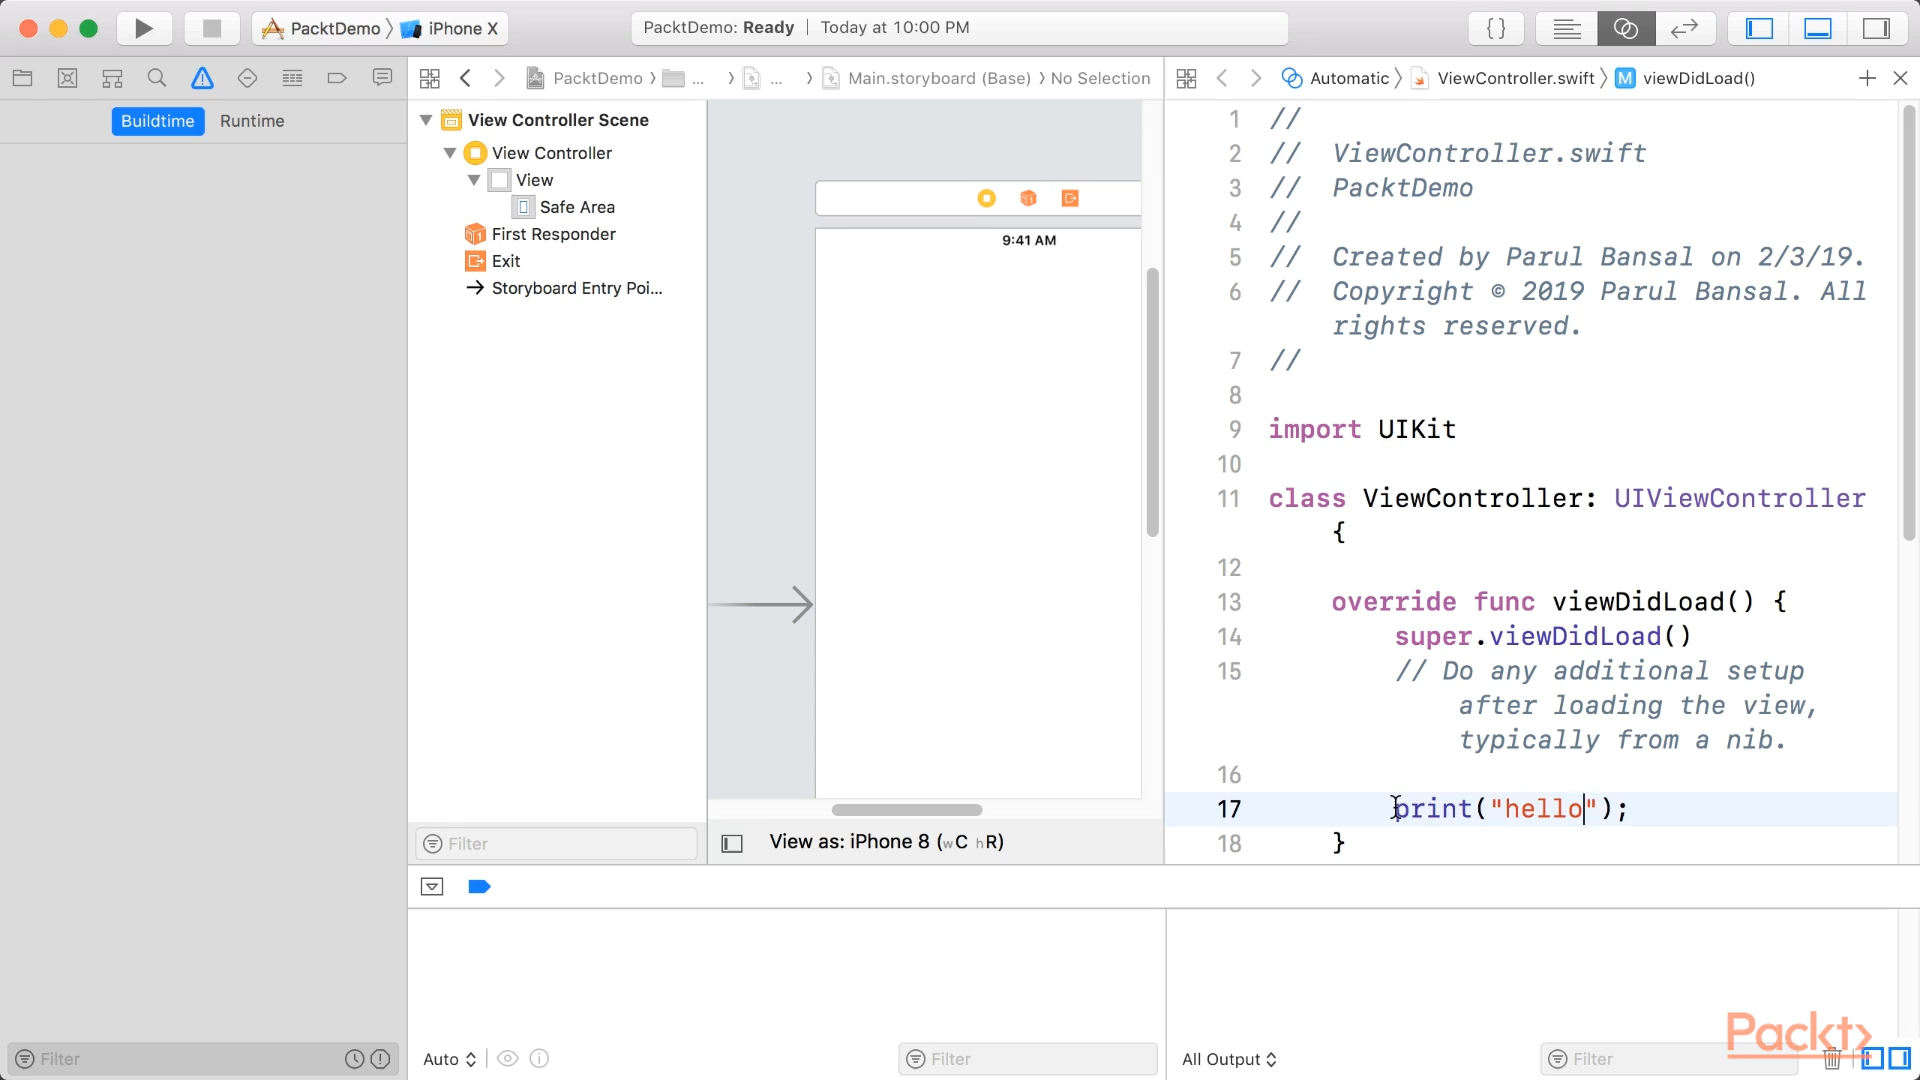 PacktDemo
iPhone X
PacktDemo: Ready
Today at 10:00 PM
{ }
Buildtime
Runtime
PacktDemo
...
...
Main.storyboard (Base)
No Selection
Automatic
ViewController.swift
M
viewDidLoad()
View Controller Scene
View Controller
View
Safe Area
First Responder
Exit
Storyboard Entry Poi...
9:41 AM
Filter
View as: iPhone 8 (wC hR)
1 //
2 // ViewController.swift
3 // PacktDemo
4 //
5 // Created by Parul Bansal on 2/3/19.
6 // Copyright © 2019 Parul Bansal. All
rights reserved.
7 //
8
9 import UIKit
10
11 class ViewController: UIViewController
{
12
13 override func viewDidLoad() {
14 super.viewDidLoad()
15 // Do any additional setup
after loading the view,
typically from a nib.
16
17 print("hello");
18 }
Filter
Auto
Filter
All Output
Filter
Packt>